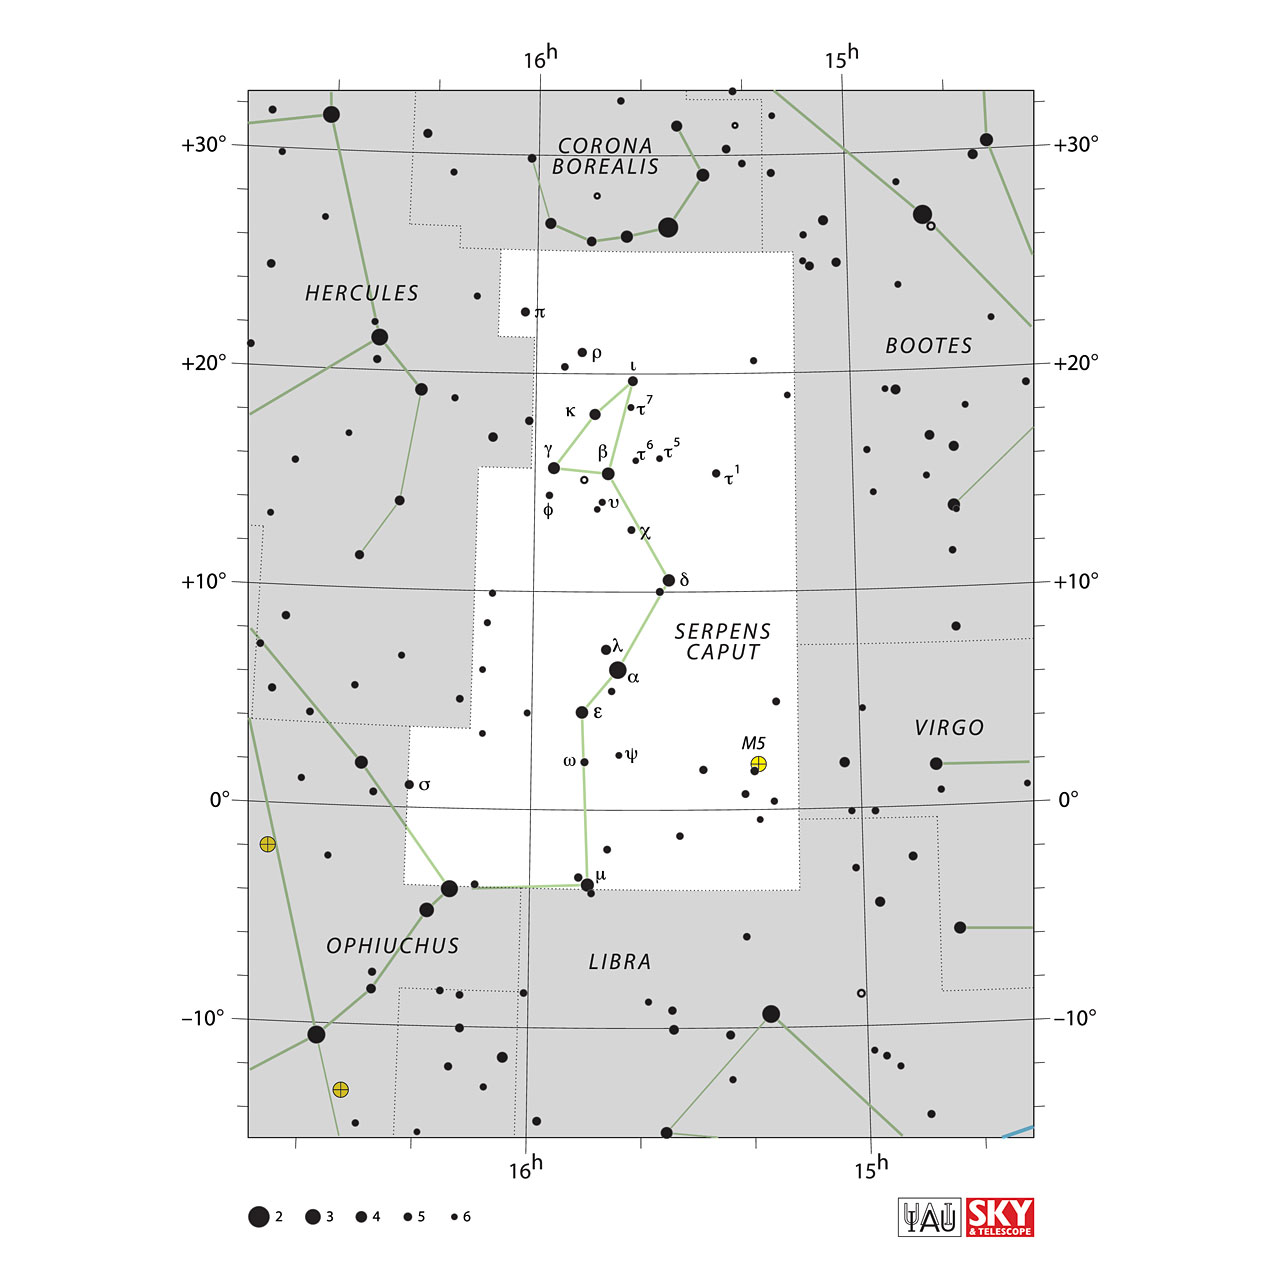 16h 15h
+30° +30°
CORONA
BOREALIS
HERCULES
π
BOOTES
+20° +20°
ρ
ι
κ τ7
γ β τ6 τ5
τ1
ϕ υ
χ
+10° δ +10°
SERPENS
CAPUT
λ
α
ε
VIRGO
M5
ω ψ
σ
0° 0°
μ
OPHIUCHUS
LIBRA
−10° −10°
16h 15h
2 3 4 5 6
IAU
SKY
& TELESCOPE